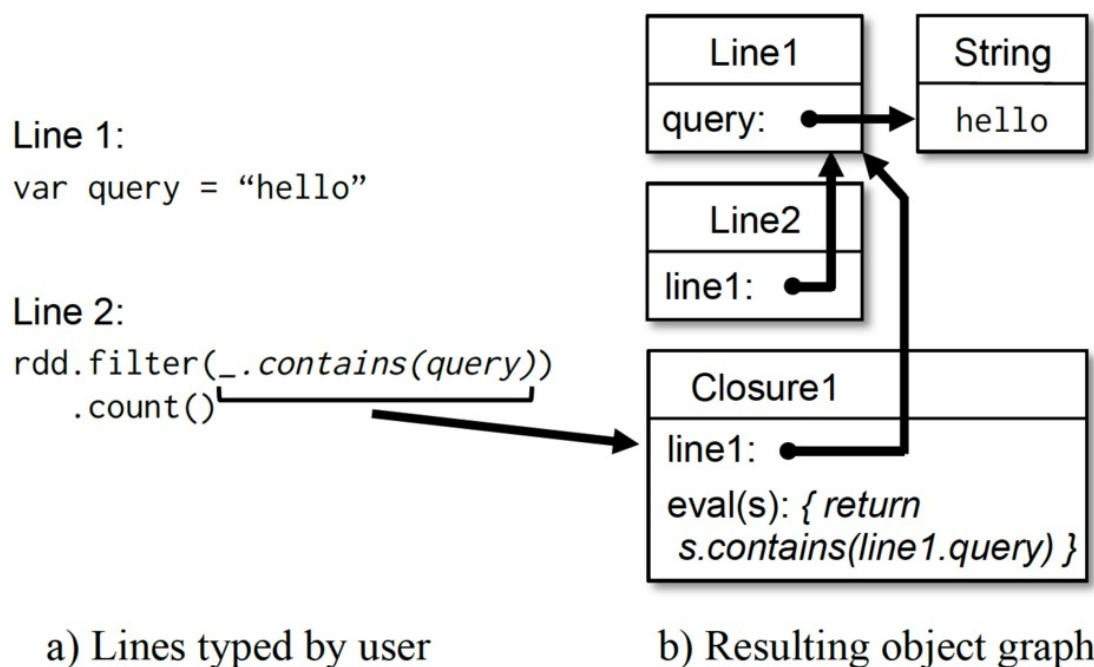 Line 1:
var query = “hello”
Line 2:
rdd.filter(_.contains(query))
.count()
a) Lines typed by user
Line1
query:
String
hello
Line2
line1:
Closure1
line1:
eval(s): { return
s.contains(line1.query) }
b) Resulting object graph